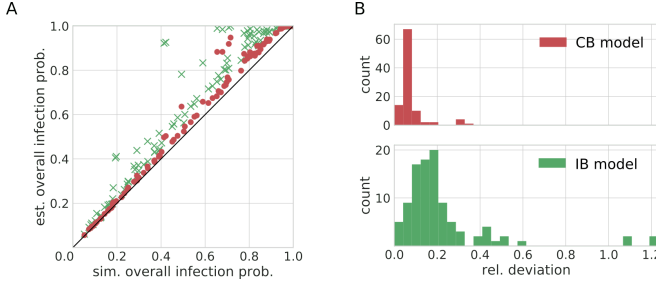 A
B
est. overall infection prob.
1.0
0.8
0.6
0.4
0.2
0.0
0.2
0.4
0.6
0.8
1.0
sim. overall infection prob.
count
60
40
20
0
CB model
count
20
10
IB model
0.0
0.2
0.4
0.6
0.8
1.0
1.2
rel. deviation